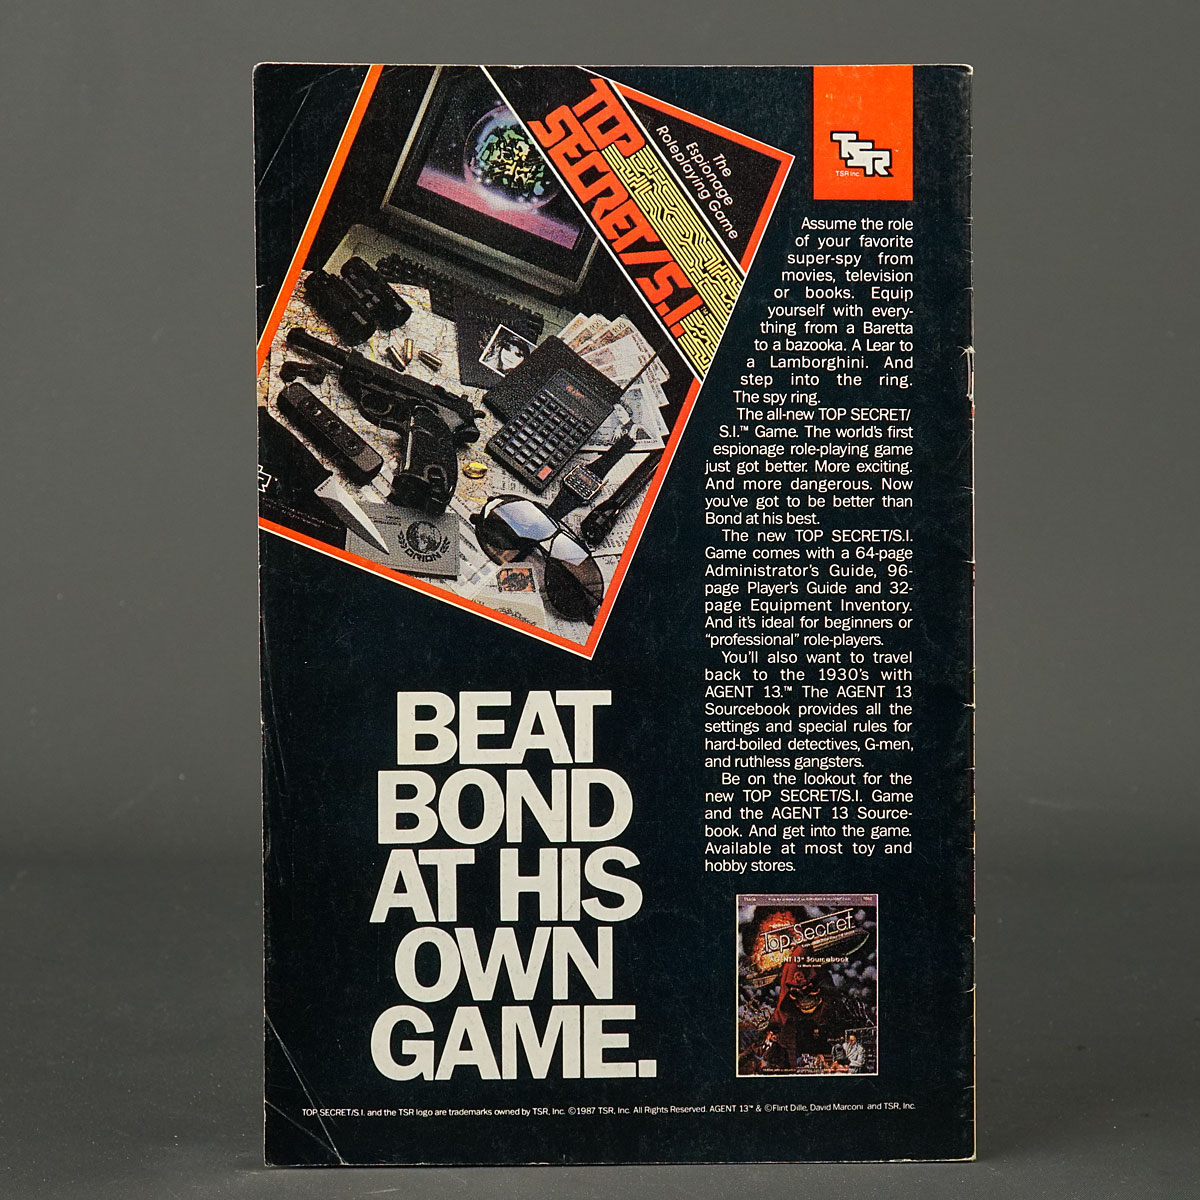 TOP
SECRET/S.I.™
The
Espionage
Roleplaying Game
ORION
TSR
TSR Inc
Assume the role
of your favorite
super-spy from
movies, television
or books. Equip
yourself with every-
thing from a Baretta
to a bazooka. A Lear to
a Lamborghini. And
step into the ring.
The spy ring.
The all-new TOP SECRET/
S.I.™ Game. The world's first
espionage role-playing game
just got better. More exciting.
And more dangerous. Now
you've got to be better than
Bond at his best.
The new TOP SECRET/S.I.
Game comes with a 64-page
Administrator's Guide, 96-
page Player's Guide and 32-
page Equipment Inventory.
And it's ideal for beginners or
"professional" role-players.
You'll also want to travel
back to the 1930's with
AGENT 13.™ The AGENT 13
Sourcebook provides all the
settings and special rules for
hard-boiled detectives, G-men,
and ruthless gangsters.
Be on the lookout for the
new TOP SECRET/S.I. Game
and the AGENT 13 Source-
book. And get into the game.
Available at most toy and
hobby stores.
BEAT
BOND
AT HIS
OWN
GAME.
Top Secret
AGENT 13™ Sourcebook
TOP SECRET/S.I. and the TSR logo are trademarks owned by TSR, Inc. ©1987 TSR, Inc. All Rights Reserved. AGENT 13™ & ©Flint Dille, David Marconi and TSR, Inc.